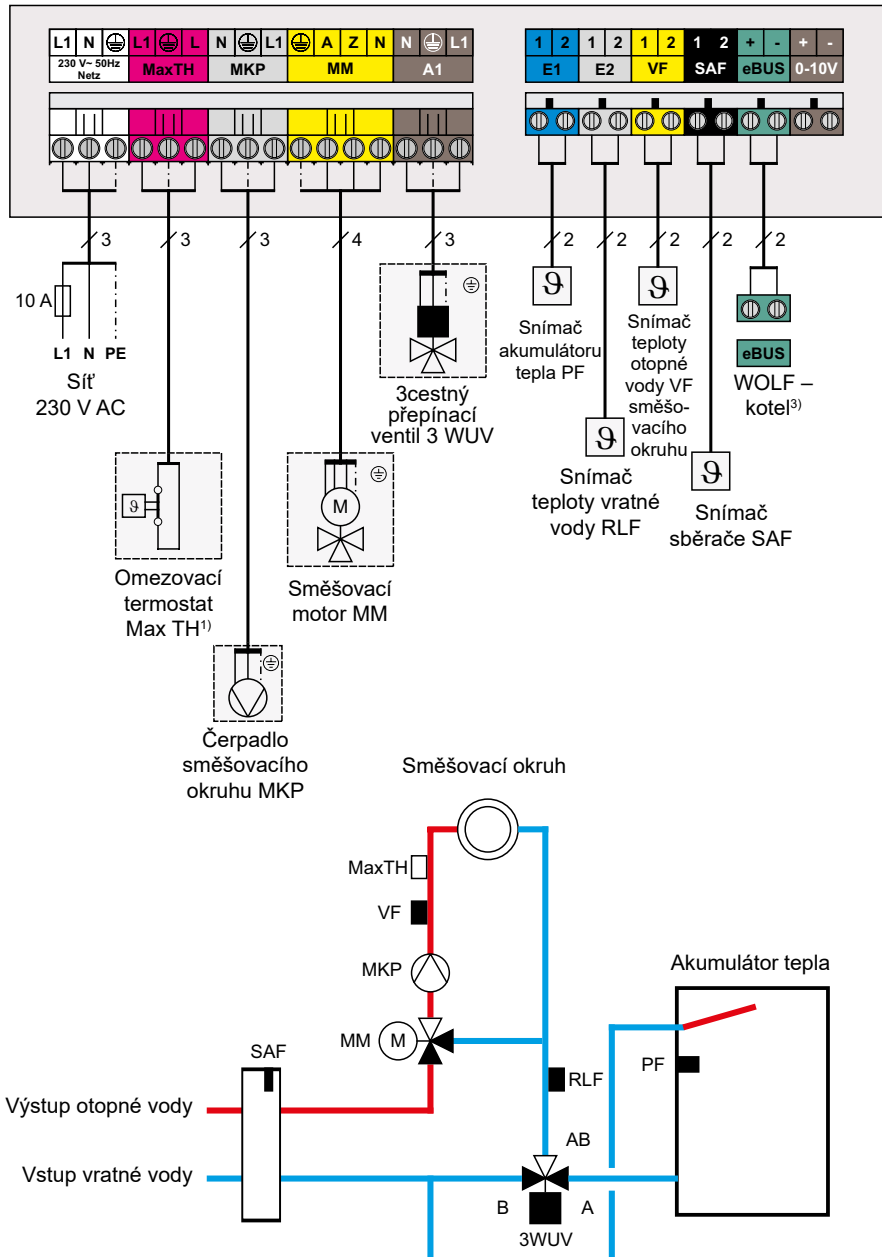 L1 N L1 L N L1 A Z N N L1
230 V~ 50Hz
Netz
MaxTH MKP MM A1
1 2 1 2 1 2 1 2 + - + -
E1 E2 VF SAF eBUS 0-10V
3 3 3 4 3 2 2 2 2 2
10 A
L1 N PE
Síť
230 V AC
ϑ
Omezovací
termostat
Max TH¹⁾
Čerpadlo
směšovacího
okruhu MKP
M
Směšovací
motor MM
3cestný
přepínací
ventil 3 WUV
ϑ
Snímač
akumulátoru
tepla PF
ϑ
Snímač
teploty vratné
vody RLF
ϑ
Snímač
teploty
otopné
vody VF
směšo-
vacího
okruhu
ϑ
Snímač
sběrače SAF
eBUS
WOLF –
kotel³⁾
Směšovací okruh
MaxTH
VF
MKP
MM M
SAF
Výstup otopné vody
Vstup vratné vody
RLF
AB
B A
3WUV
Akumulátor tepla
PF